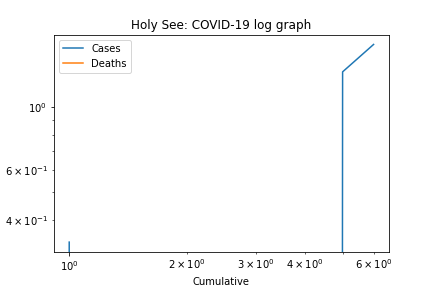 Holy See: COVID-19 log graph
Cases
Deaths
10⁰
6 × 10⁻¹
4 × 10⁻¹
10⁰
2 × 10⁰
3 × 10⁰
4 × 10⁰
6 × 10⁰
Cumulative